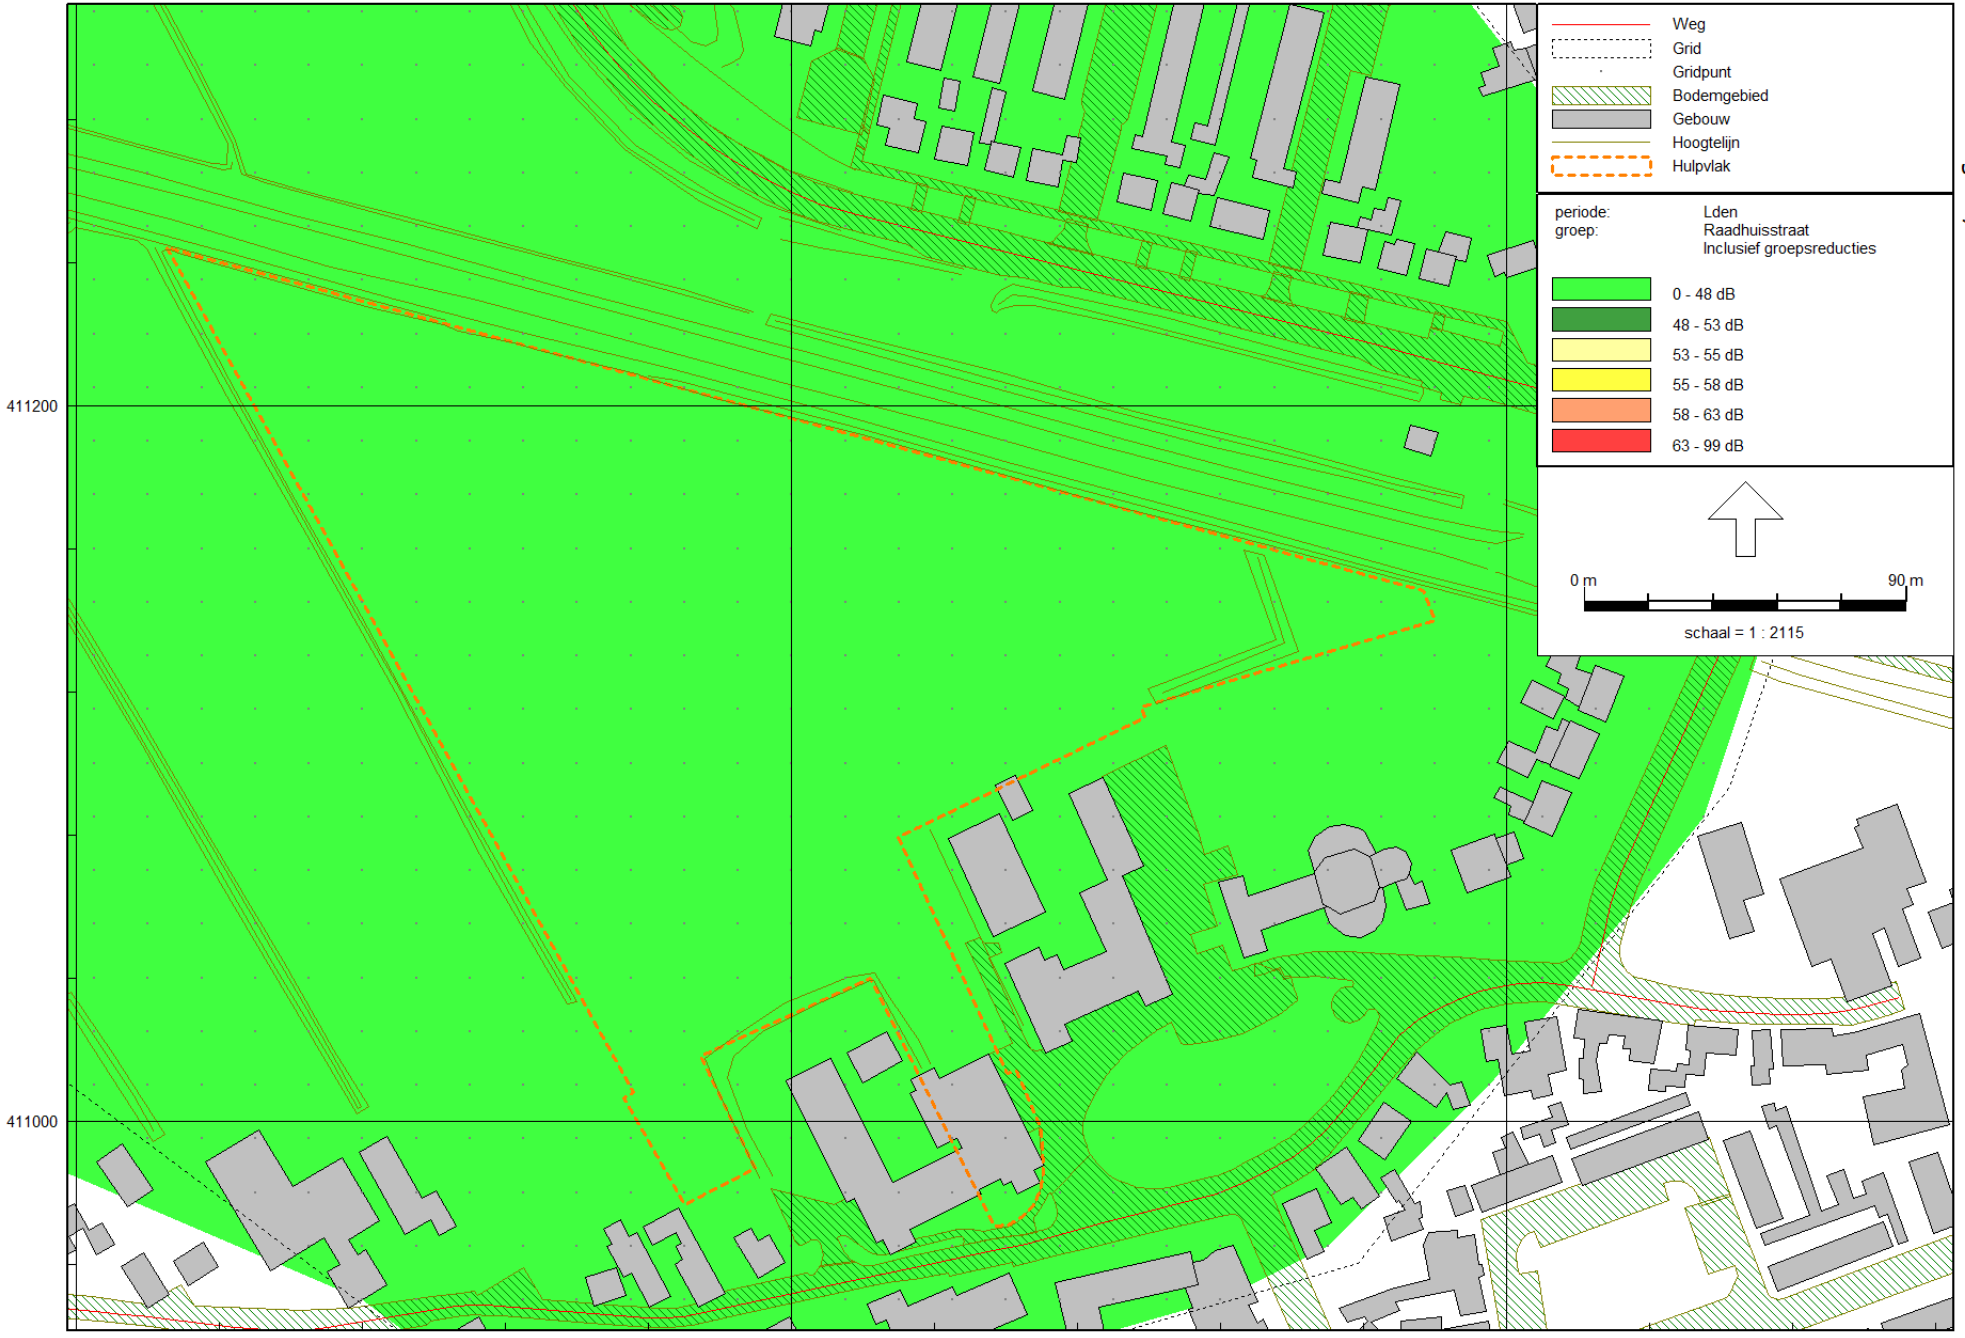 Weg
Grid
Gridpunt
Bodemgebied
Gebouw
Hoogtelijn
Hulpvlak
periode: Lden
groep: Raadhuisstraat
Inclusief groepsreducties
0 - 48 dB
48 - 53 dB
53 - 55 dB
55 - 58 dB
58 - 63 dB
63 - 99 dB
411200
0 m 90 m
schaal = 1 : 2115
411000